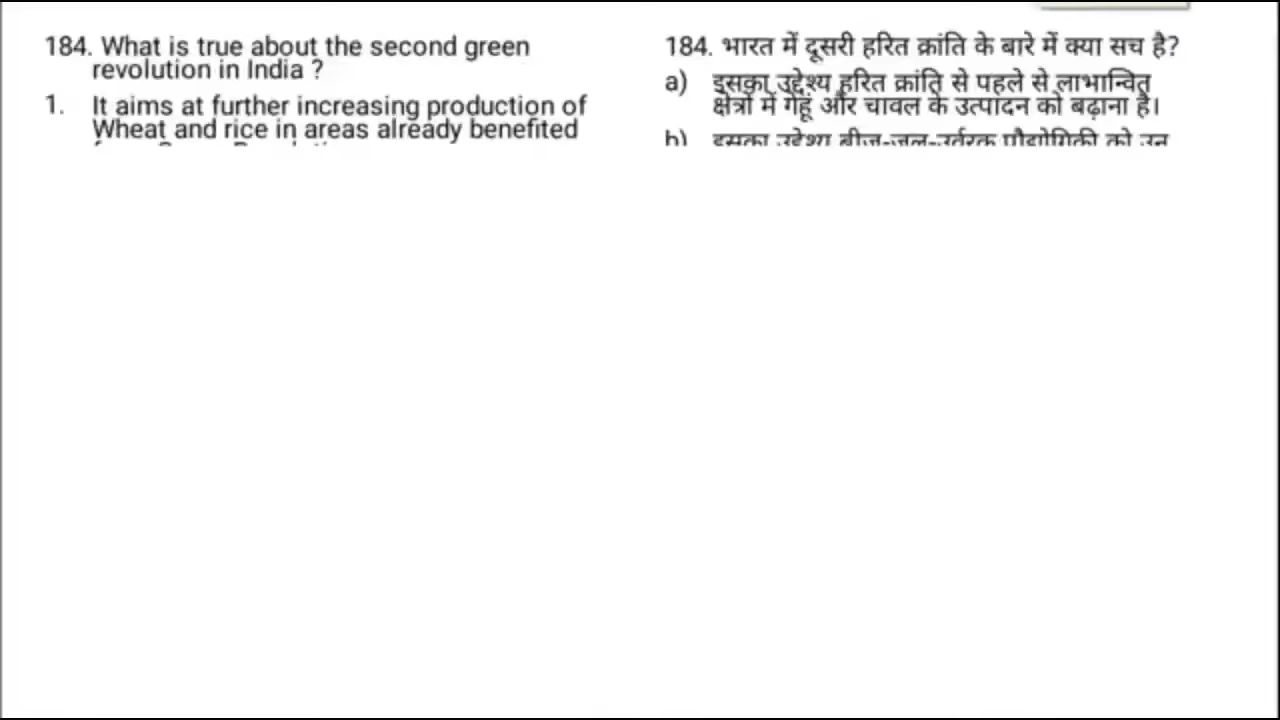 184. What is true about the second green
revolution in India ?
1. It aims at further increasing production of
Wheat and rice in areas already benefited
184. भारत में दूसरी हरित क्रांति के बारे में क्या सच है?
a) इसका उद्देश्य हरित क्रांति से पहले से लाभान्वित
क्षेत्रों में गेहूं और चावल के उत्पादन को बढ़ाना है।